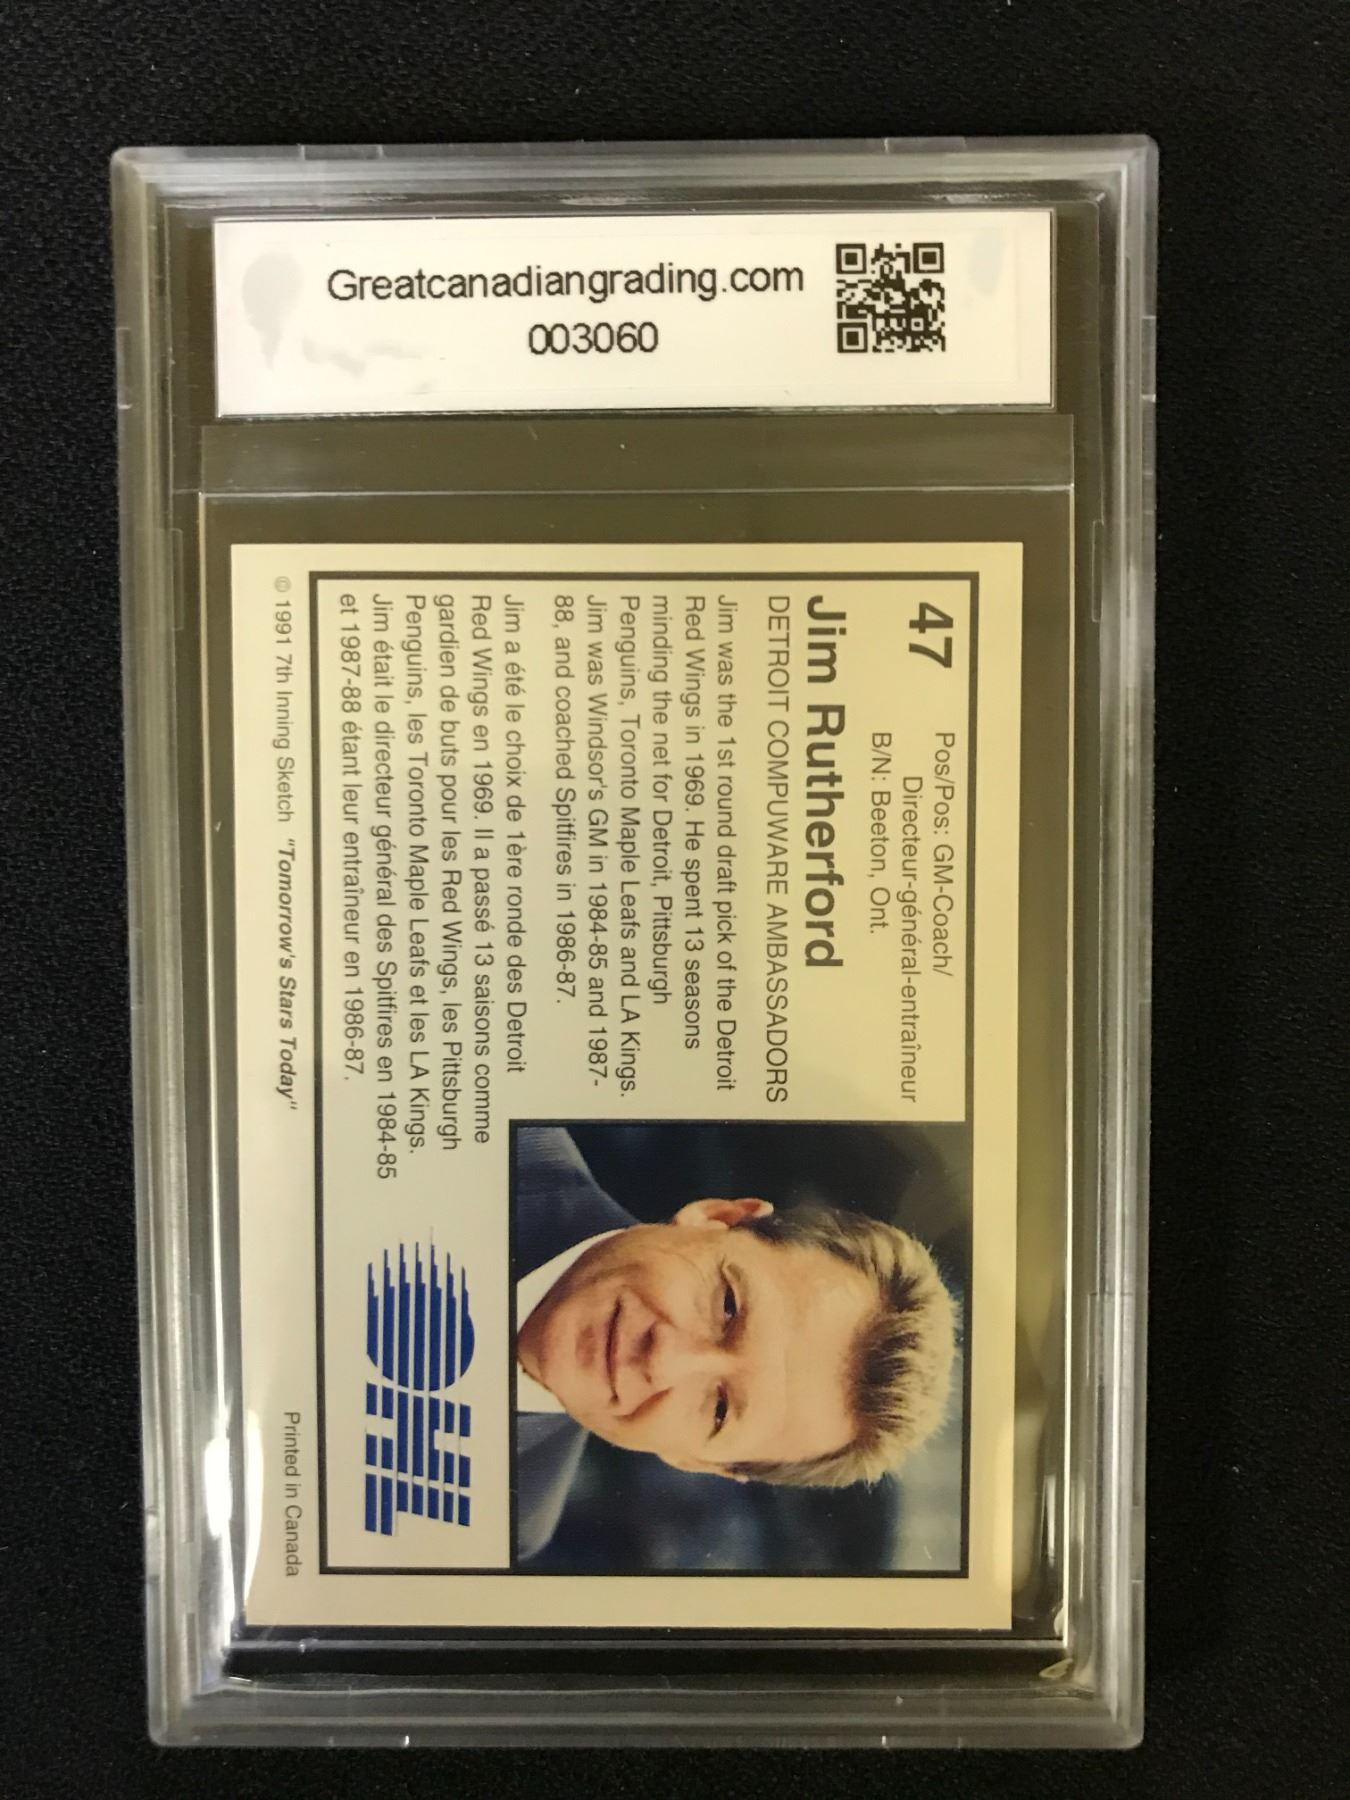 Greatcanadiangrading.com
003060
47
Pos/Pos: GM-Coach/
Directeur-général-entraîneur
B/N: Beeton, Ont.
Jim Rutherford
DETROIT COMPUWARE AMBASSADORS
Jim was the 1st round draft pick of the Detroit
Red Wings in 1969. He spent 13 seasons
minding the net for Detroit, Pittsburgh
Penguins, Toronto Maple Leafs and LA Kings.
Jim was Windsor's GM in 1984-85 and 1987-
88, and coached Spitfires in 1986-87.
Jim a été le choix de 1ère ronde des Detroit
Red Wings en 1969. Il a passé 13 saisons comme
gardien de buts pour les Red Wings, les Pittsburgh
Penguins, les Toronto Maple Leafs et les LA Kings.
Jim était le directeur général des Spitfires en 1984-85
et 1987-88 étant leur entraîneur en 1986-87.
OHL
© 1991 7th Inning Sketch "Tomorrow's Stars Today"
Printed in Canada